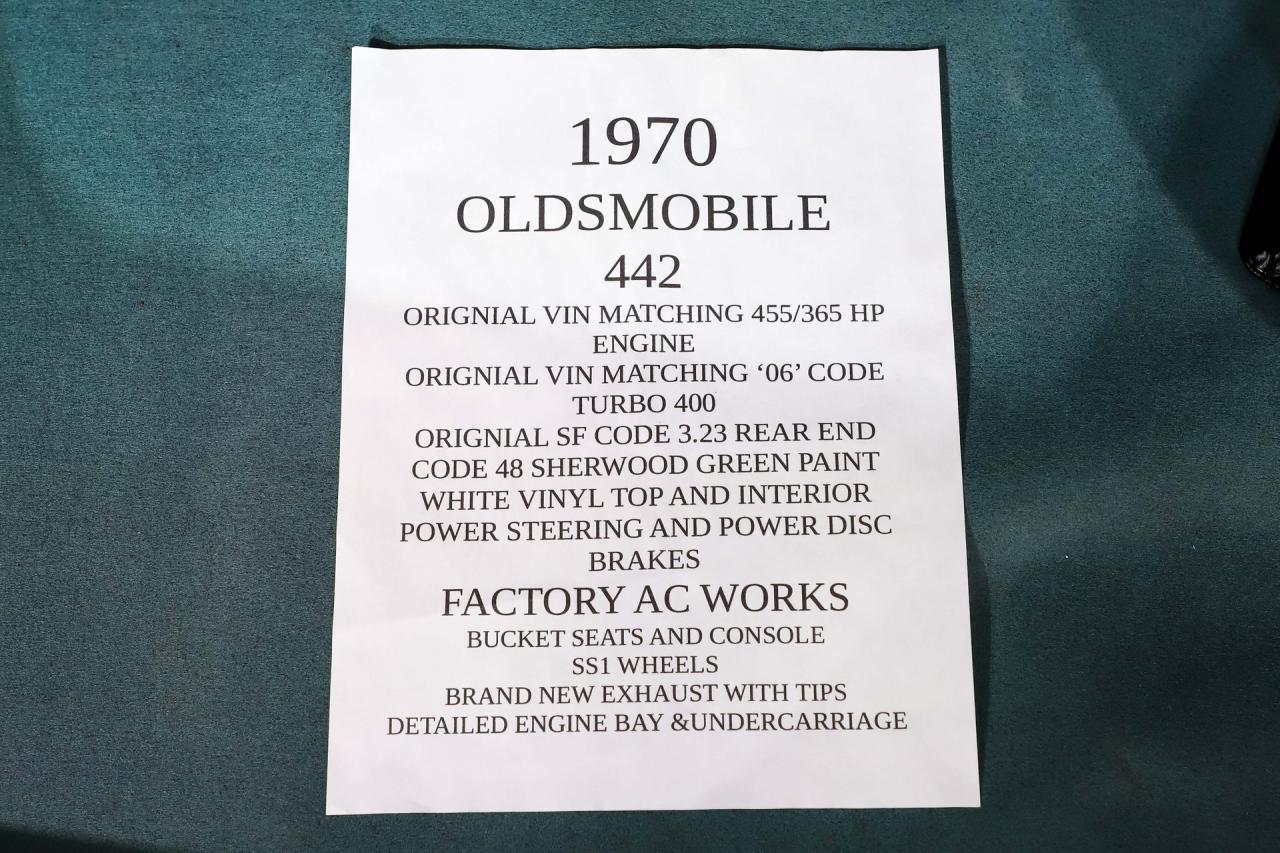 1970
OLDSMOBILE
442
ORIGNIAL VIN MATCHING 455/365 HP
ENGINE
ORIGNIAL VIN MATCHING ‘06’ CODE
TURBO 400
ORIGNIAL SF CODE 3.23 REAR END
CODE 48 SHERWOOD GREEN PAINT
WHITE VINYL TOP AND INTERIOR
POWER STEERING AND POWER DISC
BRAKES
FACTORY AC WORKS
BUCKET SEATS AND CONSOLE
SS1 WHEELS
BRAND NEW EXHAUST WITH TIPS
DETAILED ENGINE BAY &UNDERCARRIAGE